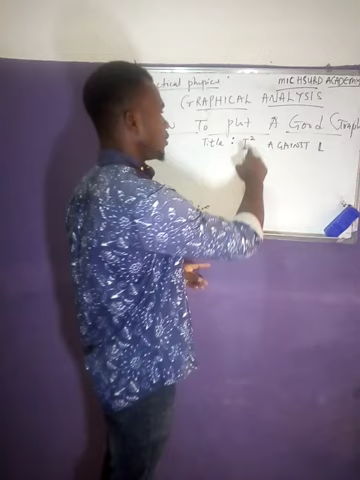 ctical physics MICHSURD ACADEMY
GRAPHICAL ANALYSIS
To plot A Good Graph
Title : T² AGAINST L